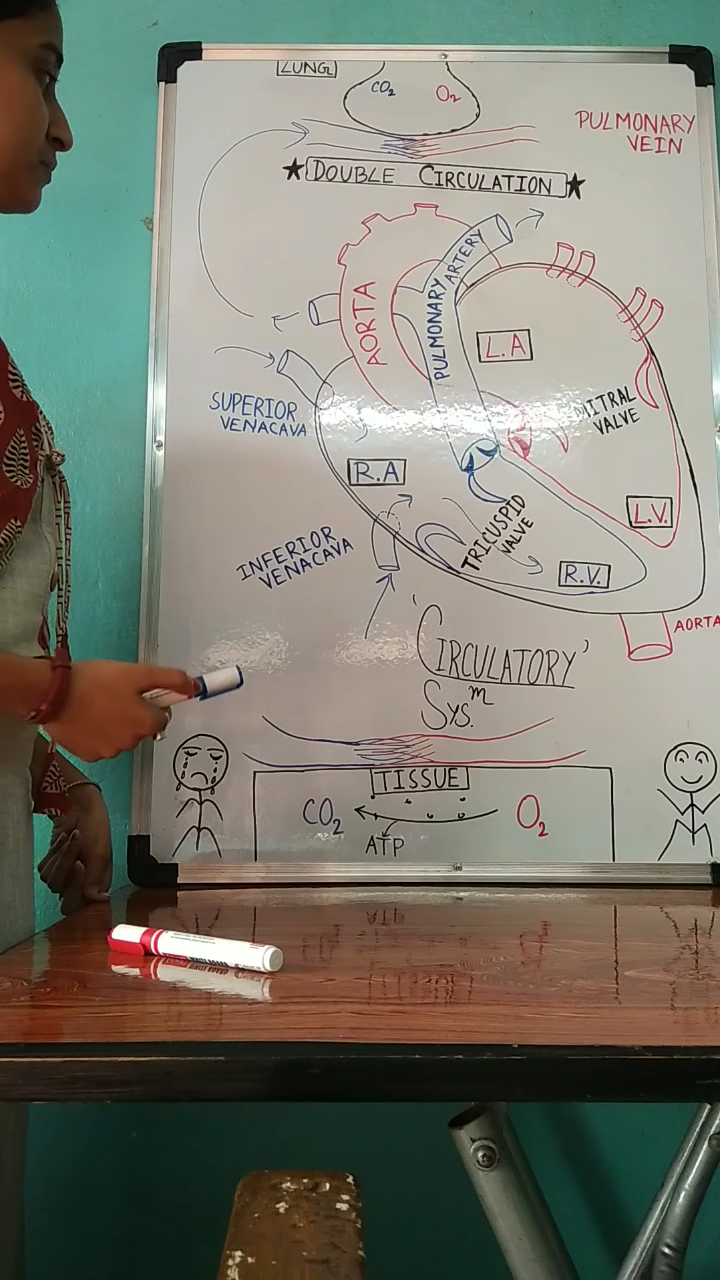 LUNG
CO₂
O₂
PULMONARY
VEIN
★ DOUBLE CIRCULATION ★
AORTA
PULMONARY
ARTERY
L.A
SUPERIOR
VENACAVA
MITRAL
VALVE
R.A
L.V.
TRICUSPID
VALVE
INFERIOR
VENACAVA
R.V.
AORTA
'CIRCULATORY'
SYS.ᵐ
TISSUE
CO₂
O₂
ATP